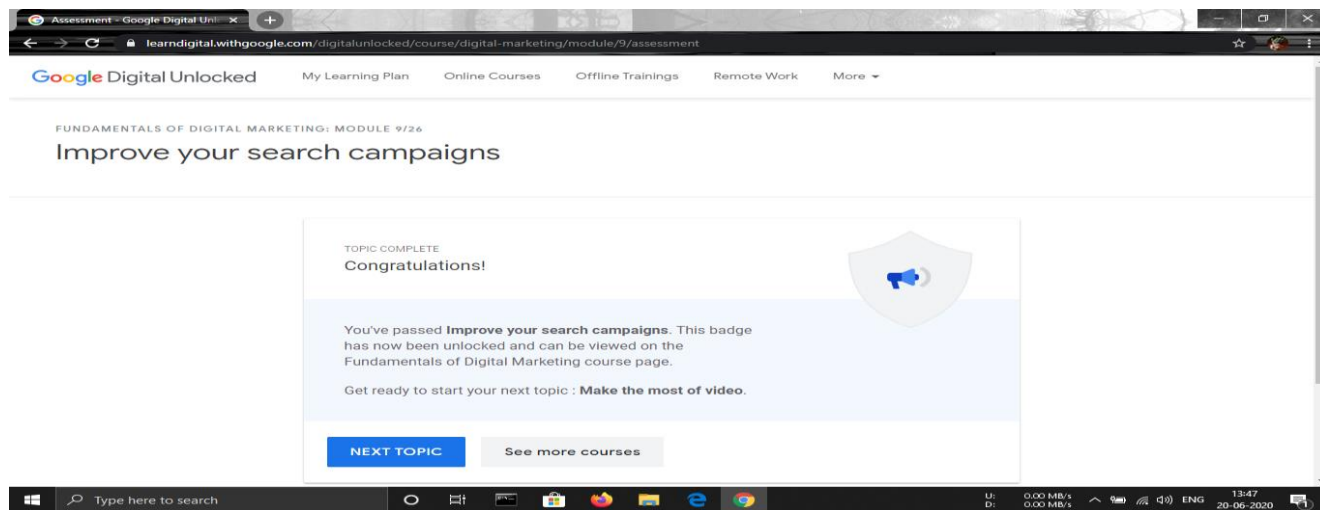 Assessment - Google Digital Unl
learndigital.withgoogle.com/digitalunlocked/course/digital-marketing/module/9/assessment
Google Digital Unlocked My Learning Plan Online Courses Offline Trainings Remote Work More
FUNDAMENTALS OF DIGITAL MARKETING: MODULE 9/26
Improve your search campaigns
TOPIC COMPLETE
Congratulations!
You've passed Improve your search campaigns. This badge
has now been unlocked and can be viewed on the
Fundamentals of Digital Marketing course page.
Get ready to start your next topic : Make the most of video.
NEXT TOPIC See more courses
Type here to search
U: 0.00 MB/s
D: 0.00 MB/s
ENG
13:47
20-06-2020